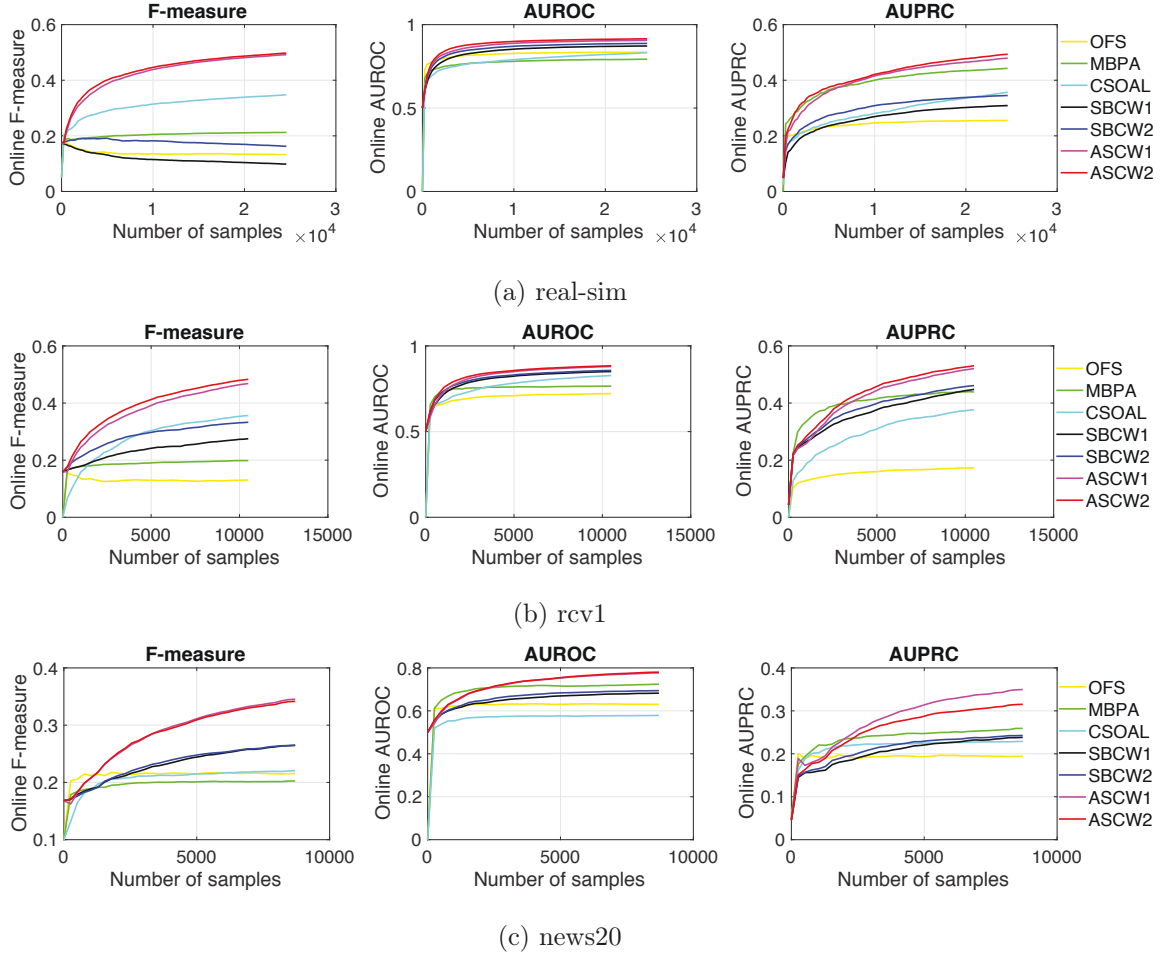 F-measure
AUROC
AUPRC
0.6
0.4
0.2
0
Online F-measure
0
1
2
3
Number of samples
×10^4
1
0.5
0
Online AUROC
0
1
2
3
Number of samples
×10^4
0.6
0.4
0.2
0
Online AUPRC
0
1
2
3
Number of samples
×10^4
OFS
MBPA
CSOAL
SBCW1
SBCW2
ASCW1
ASCW2
(a) real-sim
F-measure
AUROC
AUPRC
0.6
0.4
0.2
0
Online F-measure
0
5000
10000
15000
Number of samples
1
0.5
0
Online AUROC
0
5000
10000
15000
Number of samples
0.6
0.4
0.2
0
Online AUPRC
0
5000
10000
15000
Number of samples
OFS
MBPA
CSOAL
SBCW1
SBCW2
ASCW1
ASCW2
(b) rcv1
F-measure
AUROC
AUPRC
0.4
0.3
0.2
0.1
Online F-measure
0
5000
10000
Number of samples
0.8
0.6
0.4
0.2
0
Online AUROC
0
5000
10000
Number of samples
0.4
0.3
0.2
0.1
0
Online AUPRC
0
5000
10000
Number of samples
OFS
MBPA
CSOAL
SBCW1
SBCW2
ASCW1
ASCW2
(c) news20